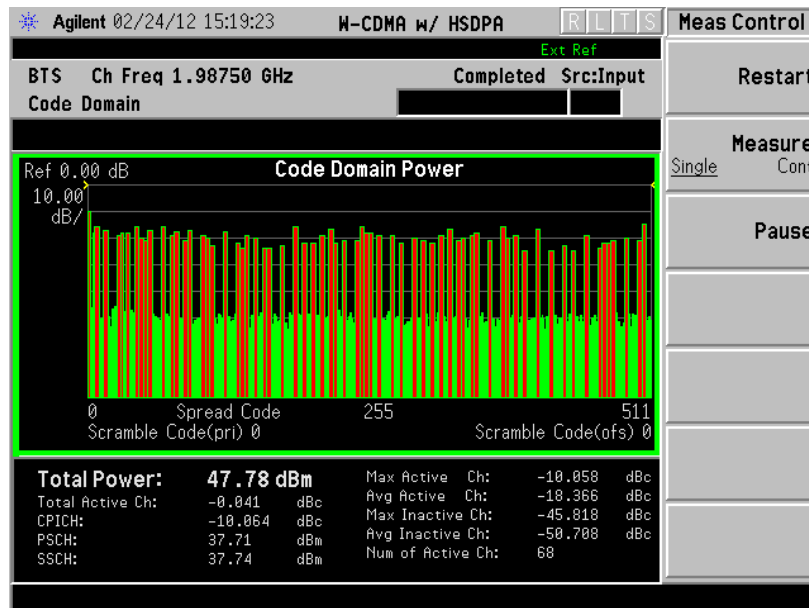 Agilent 02/24/12 15:19:23 W-CDMA w/ HSDPA R L T S Meas Control
Ext Ref
BTS Ch Freq 1.98750 GHz Completed Src:Input
Code Domain
Restart
Measure
Single Cont
Pause
Ref 0.00 dB Code Domain Power
10.00
dB/
0 Spread Code 255 511
Scramble Code(pri) 0 Scramble Code(ofs) 0
Total Power: 47.78 dBm
Total Active Ch: -0.041 dBc
CPICH: -10.064 dBc
PSCH: 37.71 dBm
SSCH: 37.74 dBm
Max Active Ch: -10.058 dBc
Avg Active Ch: -18.366 dBc
Max Inactive Ch: -45.818 dBc
Avg Inactive Ch: -50.708 dBc
Num of Active Ch: 68